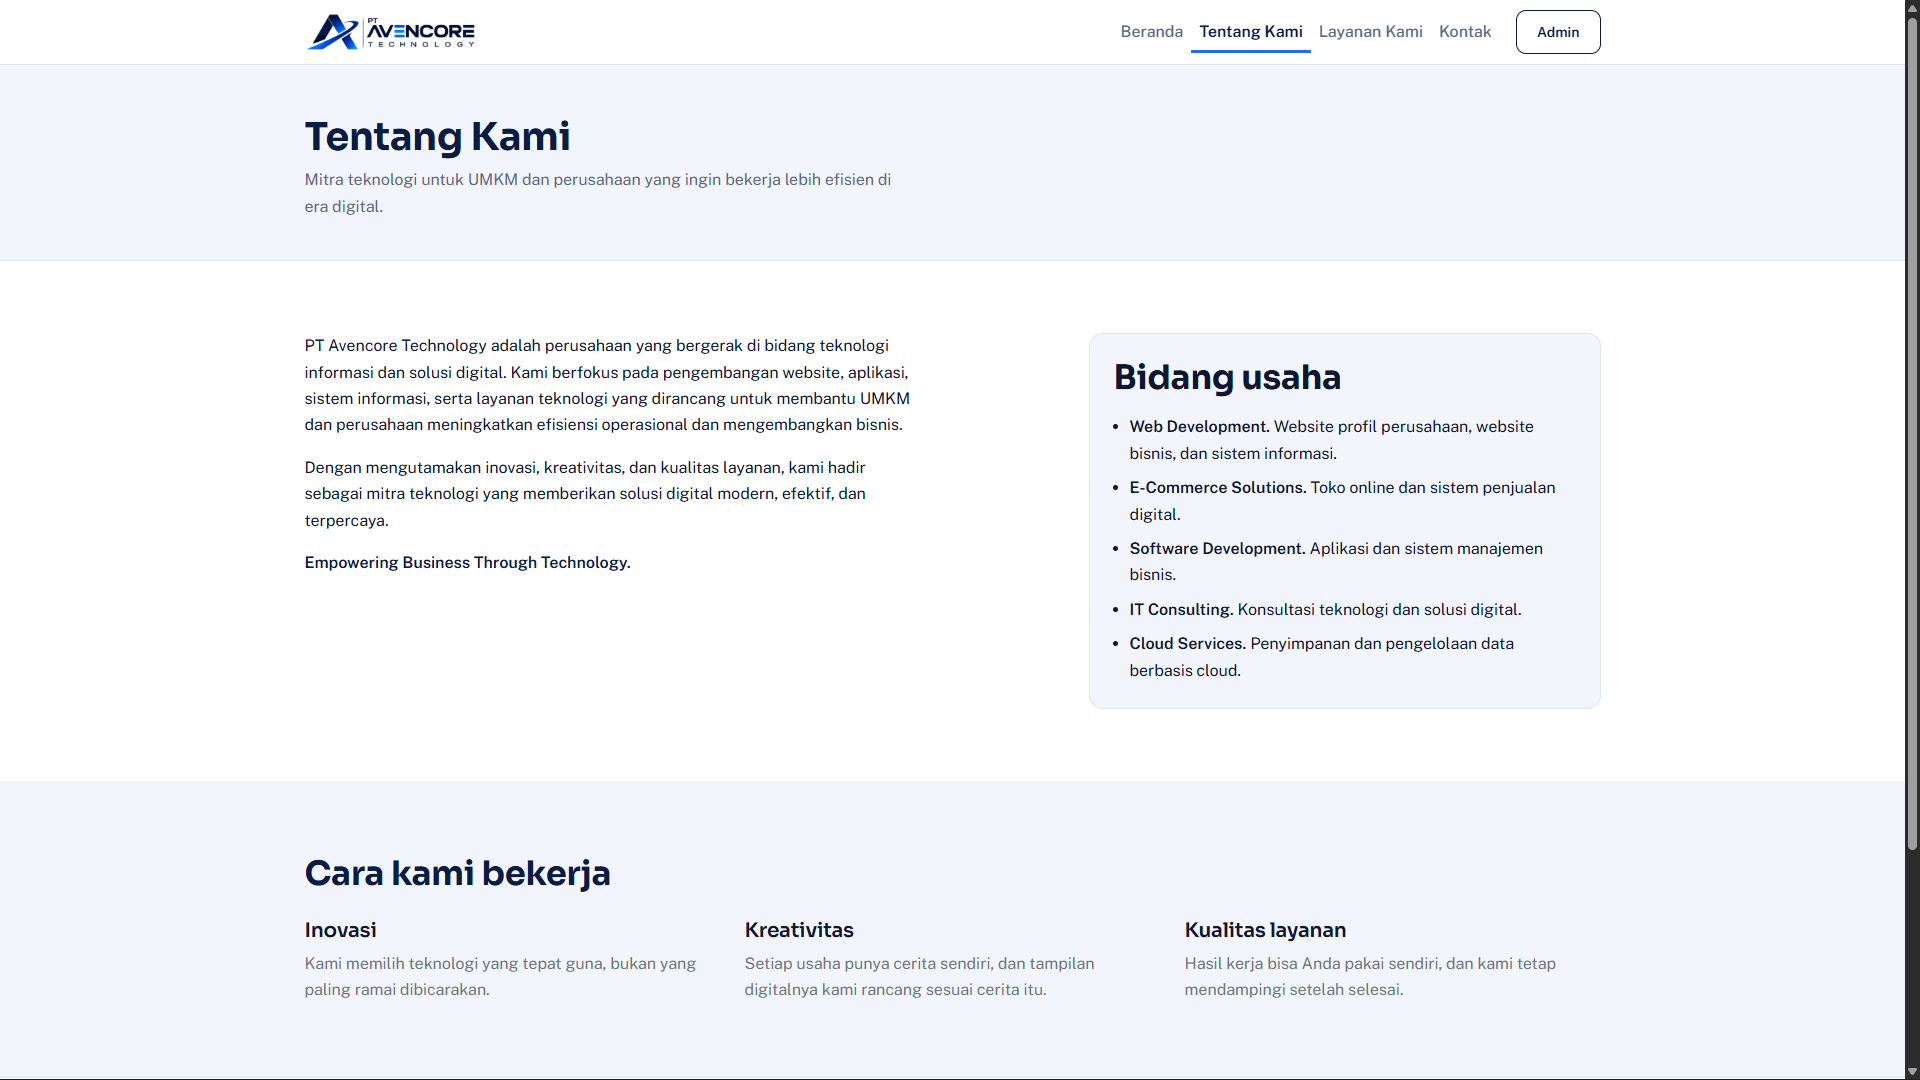 PT
AVENCORE
TECHNOLOGY
Beranda
Tentang Kami
Layanan Kami
Kontak
Admin
Tentang Kami
Mitra teknologi untuk UMKM dan perusahaan yang ingin bekerja lebih efisien di
era digital.
PT Avencore Technology adalah perusahaan yang bergerak di bidang teknologi
informasi dan solusi digital. Kami berfokus pada pengembangan website, aplikasi,
sistem informasi, serta layanan teknologi yang dirancang untuk membantu UMKM
dan perusahaan meningkatkan efisiensi operasional dan mengembangkan bisnis.
Dengan mengutamakan inovasi, kreativitas, dan kualitas layanan, kami hadir
sebagai mitra teknologi yang memberikan solusi digital modern, efektif, dan
terpercaya.
Empowering Business Through Technology.
Bidang usaha
• Web Development. Website profil perusahaan, website
bisnis, dan sistem informasi.
• E-Commerce Solutions. Toko online dan sistem penjualan
digital.
• Software Development. Aplikasi dan sistem manajemen
bisnis.
• IT Consulting. Konsultasi teknologi dan solusi digital.
• Cloud Services. Penyimpanan dan pengelolaan data
berbasis cloud.
Cara kami bekerja
Inovasi
Kami memilih teknologi yang tepat guna, bukan yang
paling ramai dibicarakan.
Kreativitas
Setiap usaha punya cerita sendiri, dan tampilan
digitalnya kami rancang sesuai cerita itu.
Kualitas layanan
Hasil kerja bisa Anda pakai sendiri, dan kami tetap
mendampingi setelah selesai.